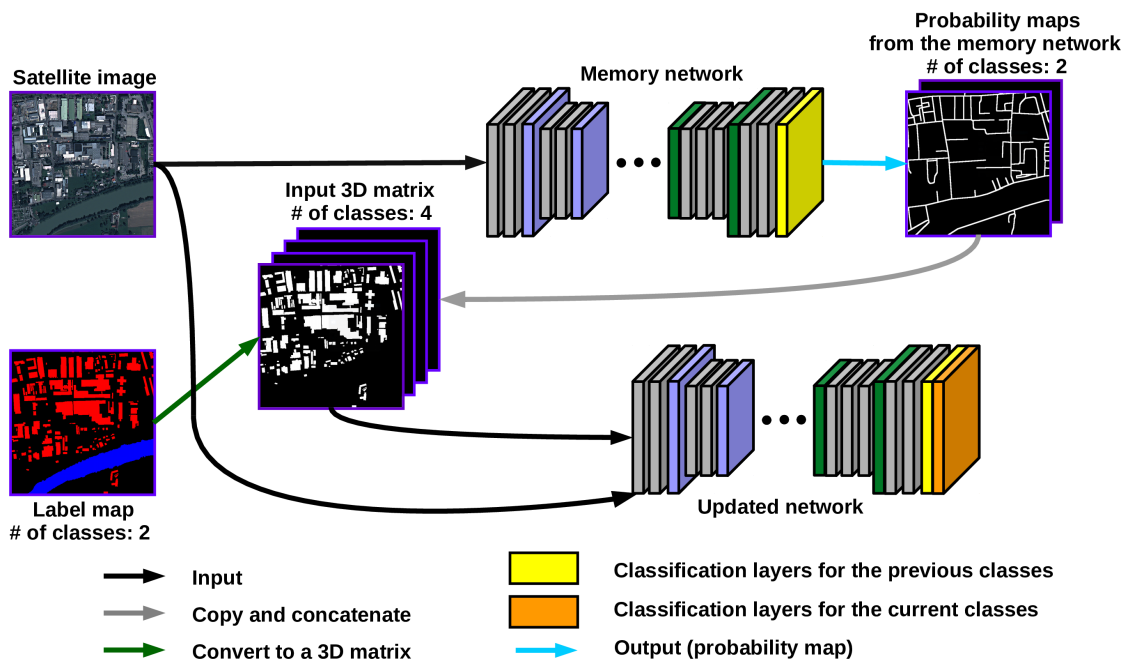 Probability maps
from the memory network
# of classes: 2
Memory network
Satellite image
Input 3D matrix
# of classes: 4
Label map
# of classes: 2
Updated network
Input
Copy and concatenate
Convert to a 3D matrix
Classification layers for the previous classes
Classification layers for the current classes
Output (probability map)